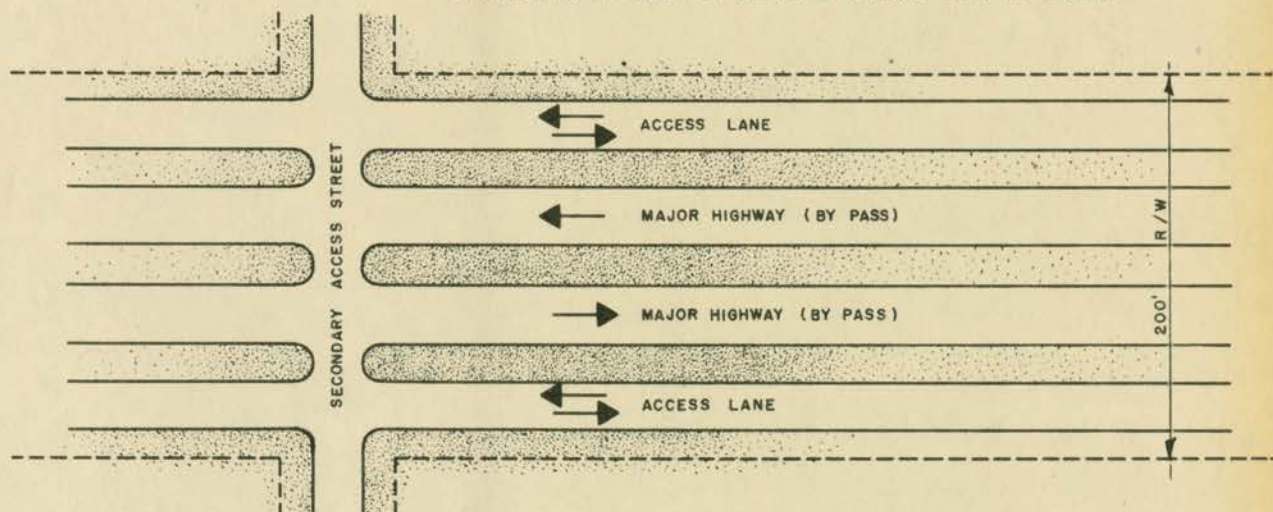 ACCESS LANE
MAJOR HIGHWAY (BY PASS)
MAJOR HIGHWAY (BY PASS)
ACCESS LANE
SECONDARY ACCESS STREET
200' R/W